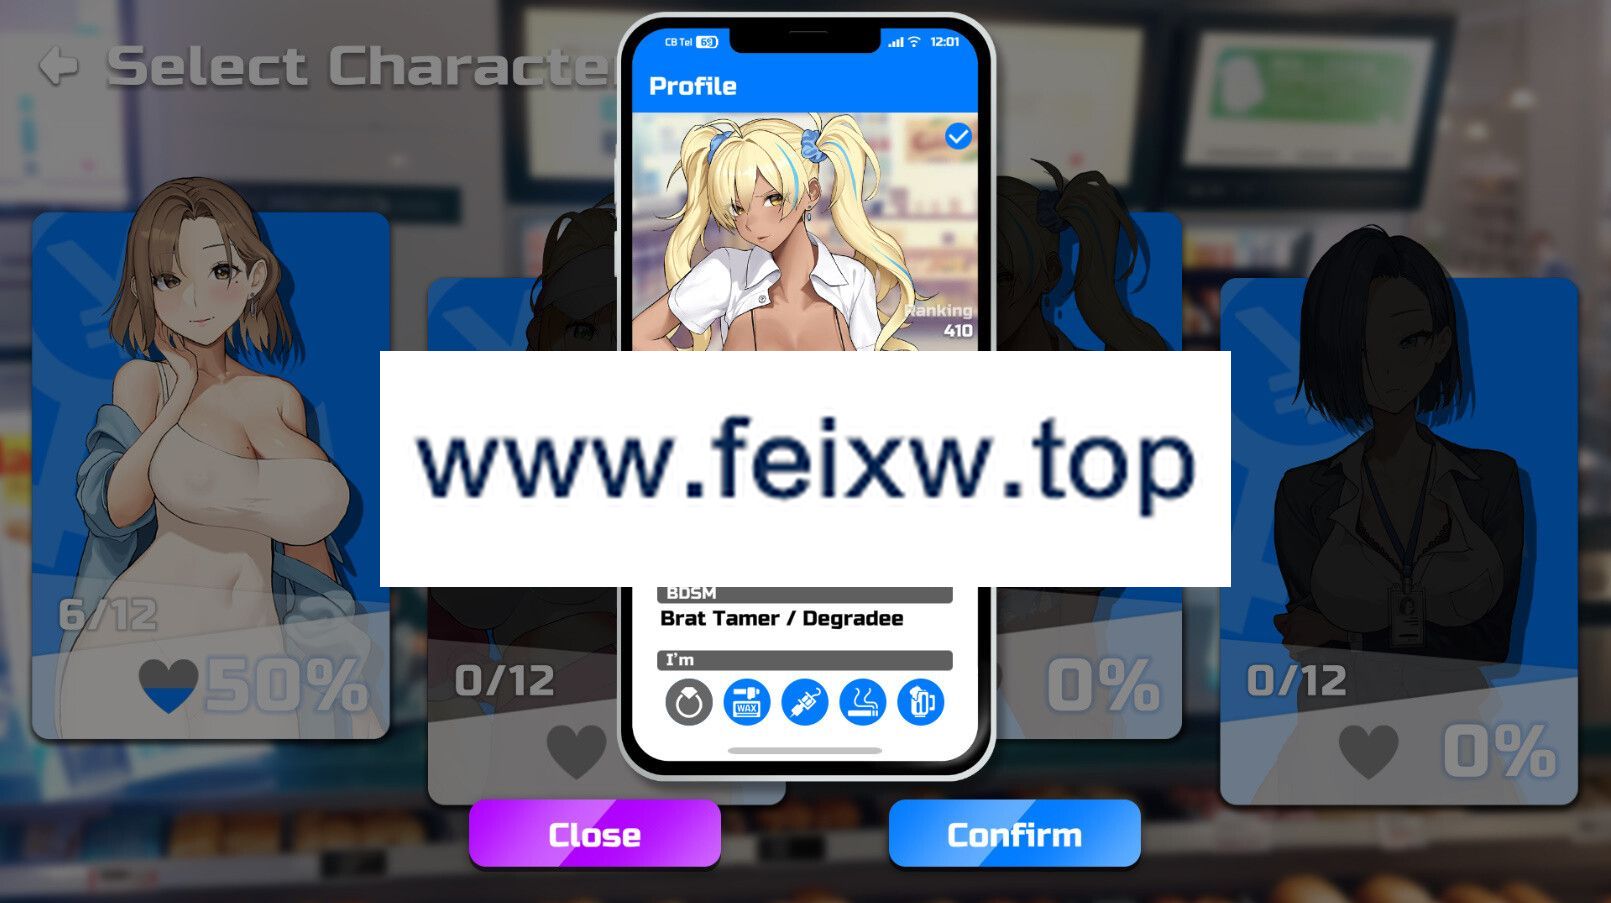 Select Characte
CB Tel 69
12:01
Profile
Ranking
410
www.feixw.top
BDSM
Brat Tamer / Degradee
I'm
WAX
6/12
50%
0/12
0%
0/12
0%
Close
Confirm